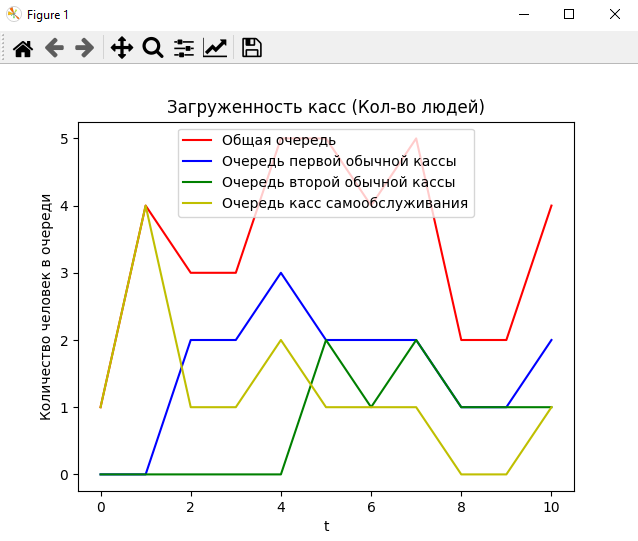 Figure 1
Загруженность касс (Кол-во людей)
Общая очередь
Очередь первой обычной кассы
Очередь второй обычной кассы
Очередь касс самообслуживания
Количество человек в очереди
5
4
3
2
1
0
0 2 4 6 8 10
t